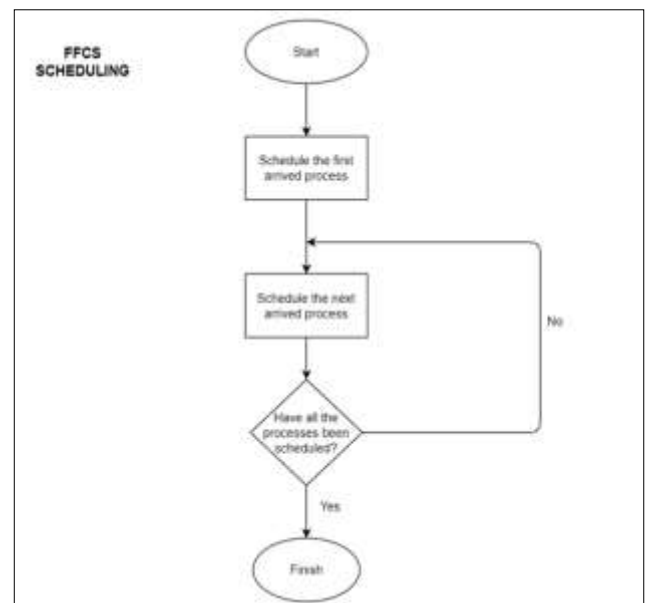 FFCS
SCHEDULING
Start
Schedule the first
arrived process
Schedule the next
arrived process
No
Have all the
processes been
scheduled?
Yes
Finish